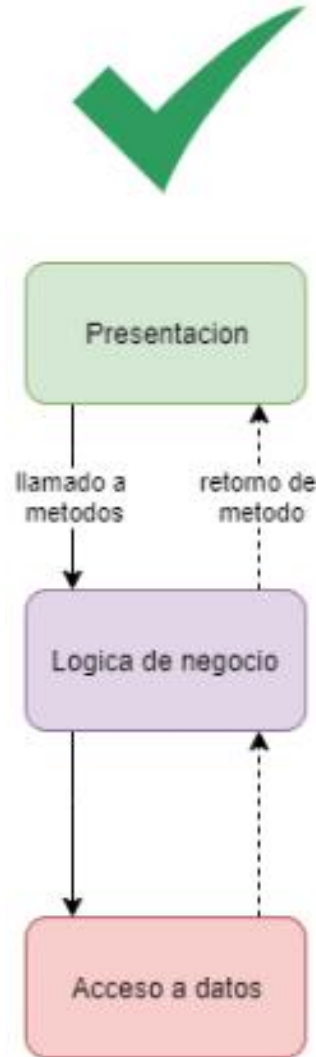 Presentacion
llamado a
metodos
retorno de
metodo
Logica de negocio
Acceso a datos